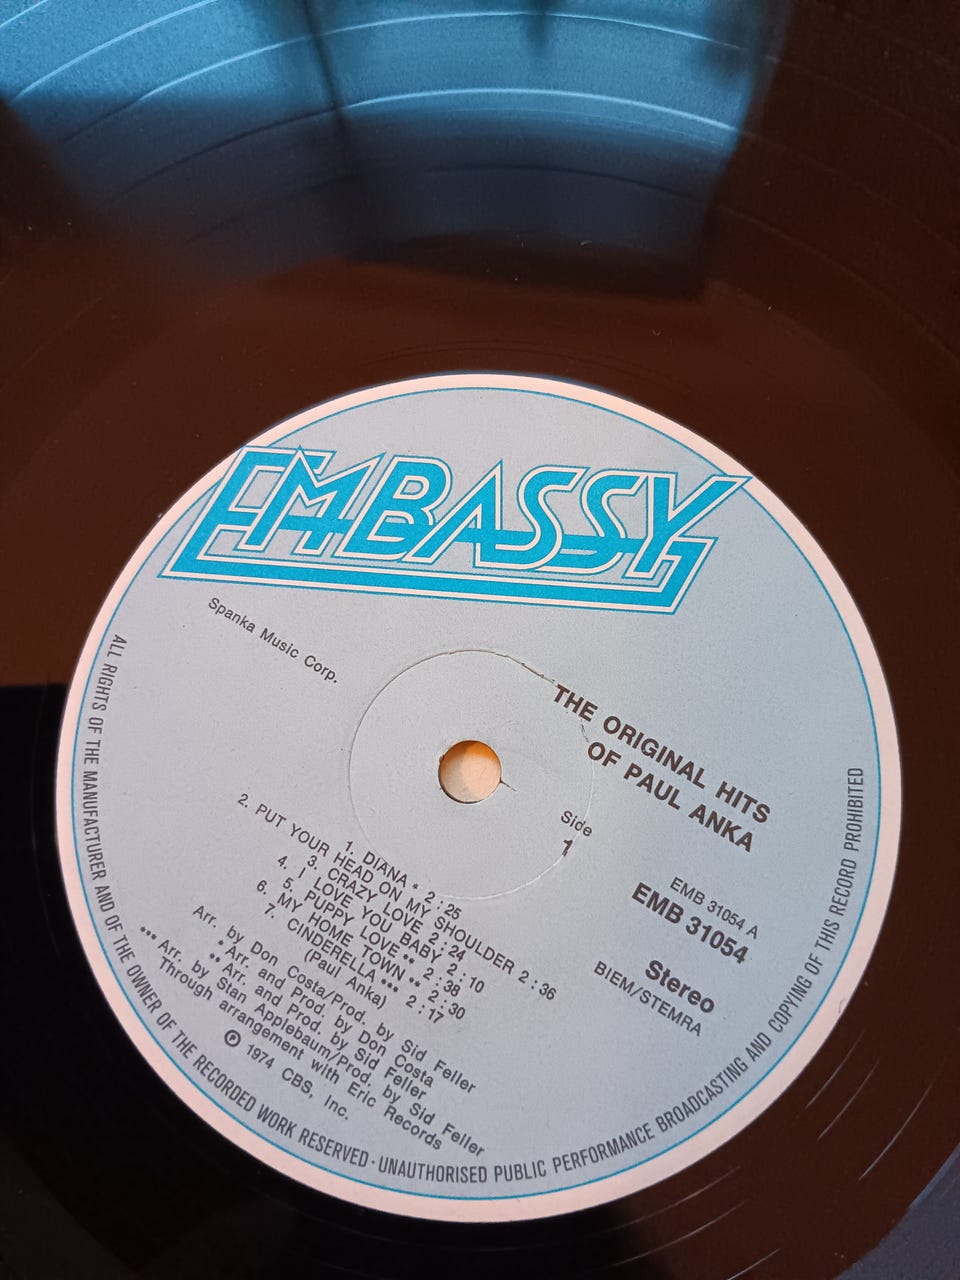 EMBASSY
Spanka Music Corp.
THE ORIGINAL HITS
OF PAUL ANKA
Side
1
EMB 31054 A
EMB 31054
Stereo
BIEM/STEMRA
1. DIANA * 2:25
2. PUT YOUR HEAD ON MY SHOULDER 2:36
3. CRAZY LOVE 2:24
4. I LOVE YOU BABY 2:10
5. PUPPY LOVE ** 2:38
6. MY HOME TOWN ** 2:30
7. CINDERELLA *** 2:17
(Paul Anka)
Arr. by Don Costa/Prod. by Sid Feller
* Arr. and Prod. by Don Costa
** Arr. and Prod. by Sid Feller
*** Arr. by Stan Applebaum/Prod. by Sid Feller
Through arrangement with Eric Records
℗ 1974 CBS, Inc.
ALL RIGHTS OF THE MANUFACTURER AND OF THE OWNER OF THE RECORDED WORK RESERVED · UNAUTHORISED PUBLIC PERFORMANCE BROADCASTING AND COPYING OF THIS RECORD PROHIBITED